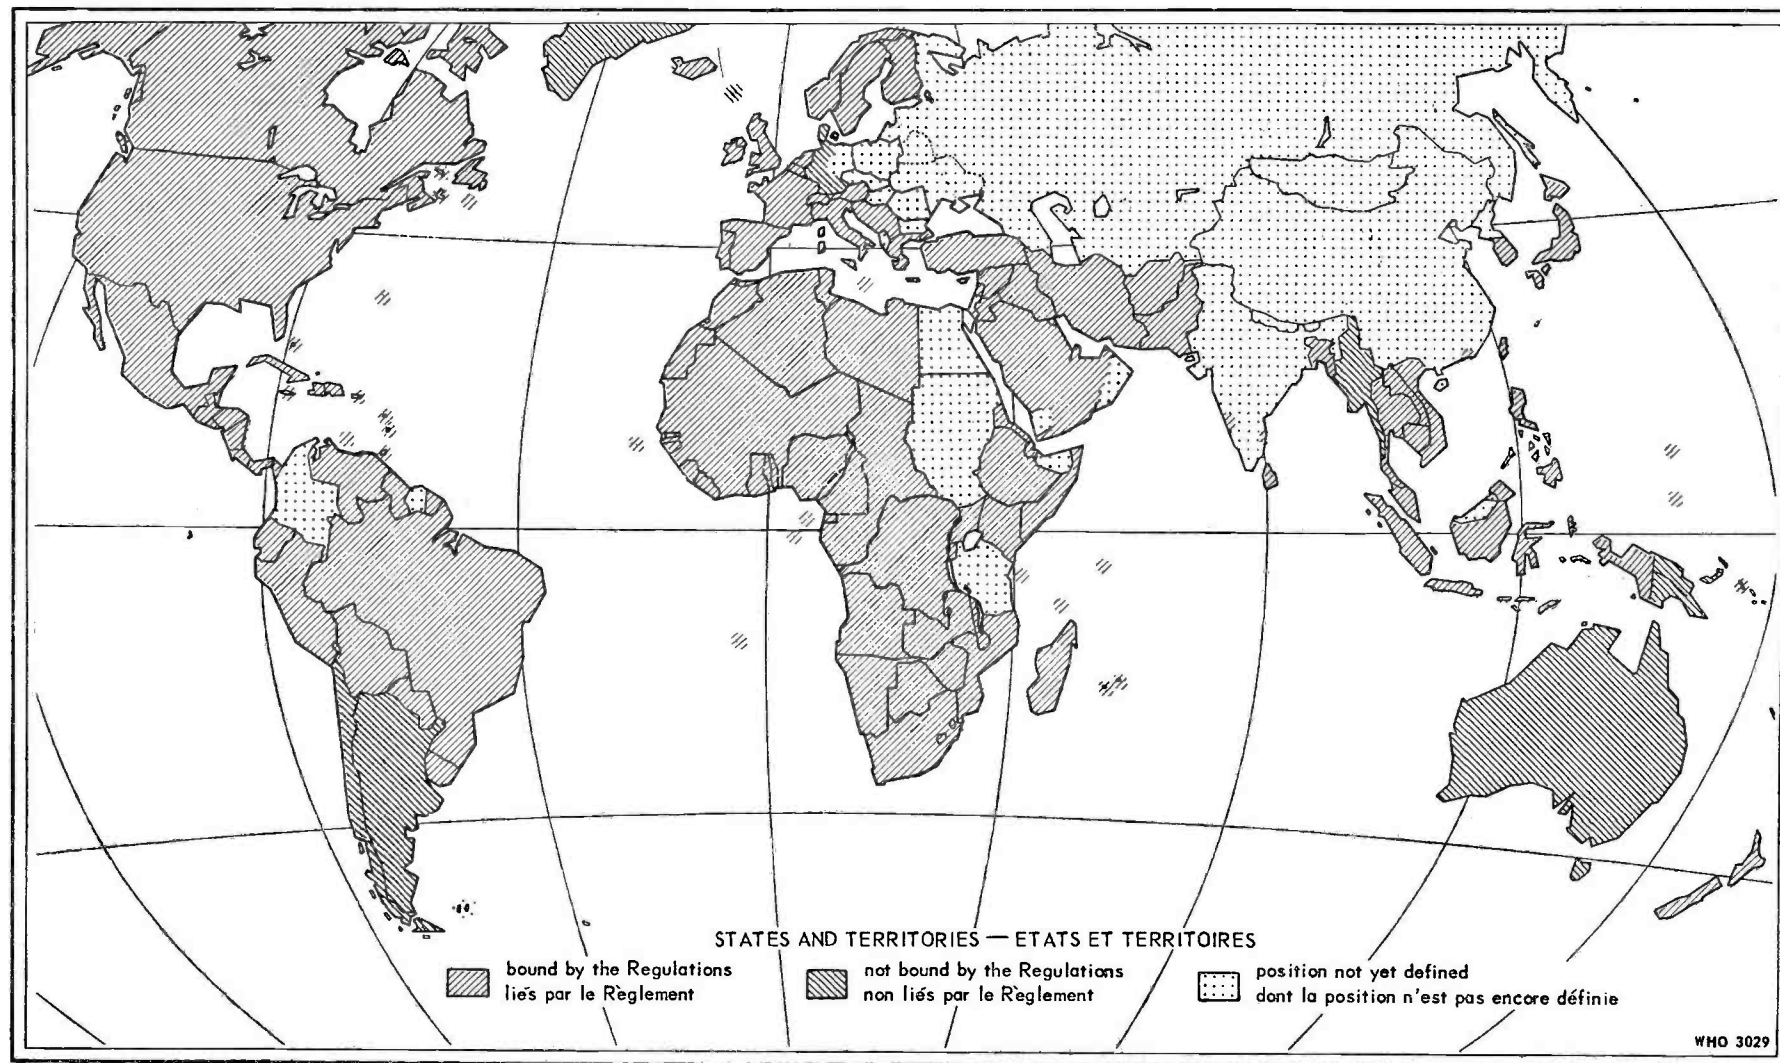 STATES AND TERRITORIES — ETATS ET TERRITOIRES
bound by the Regulations
liés par le Règlement
not bound by the Regulations
non liés par le Règlement
position not yet defined
dont la position n'est pas encore définie
WHO 3029